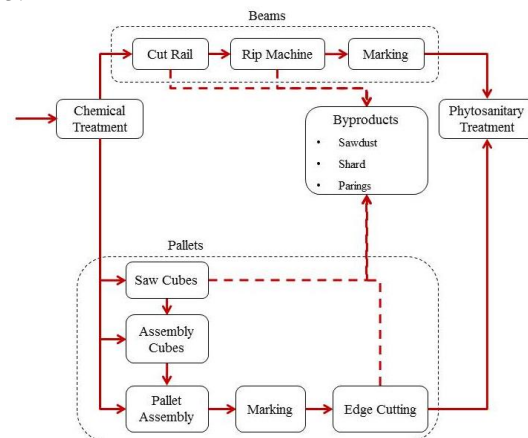 Beams
Cut Rail
Rip Machine
Marking
Chemical
Treatment
Byproducts
• Sawdust
• Shard
• Parings
Phytosanitary
Treatment
Pallets
Saw Cubes
Assembly
Cubes
Pallet
Assembly
Marking
Edge Cutting